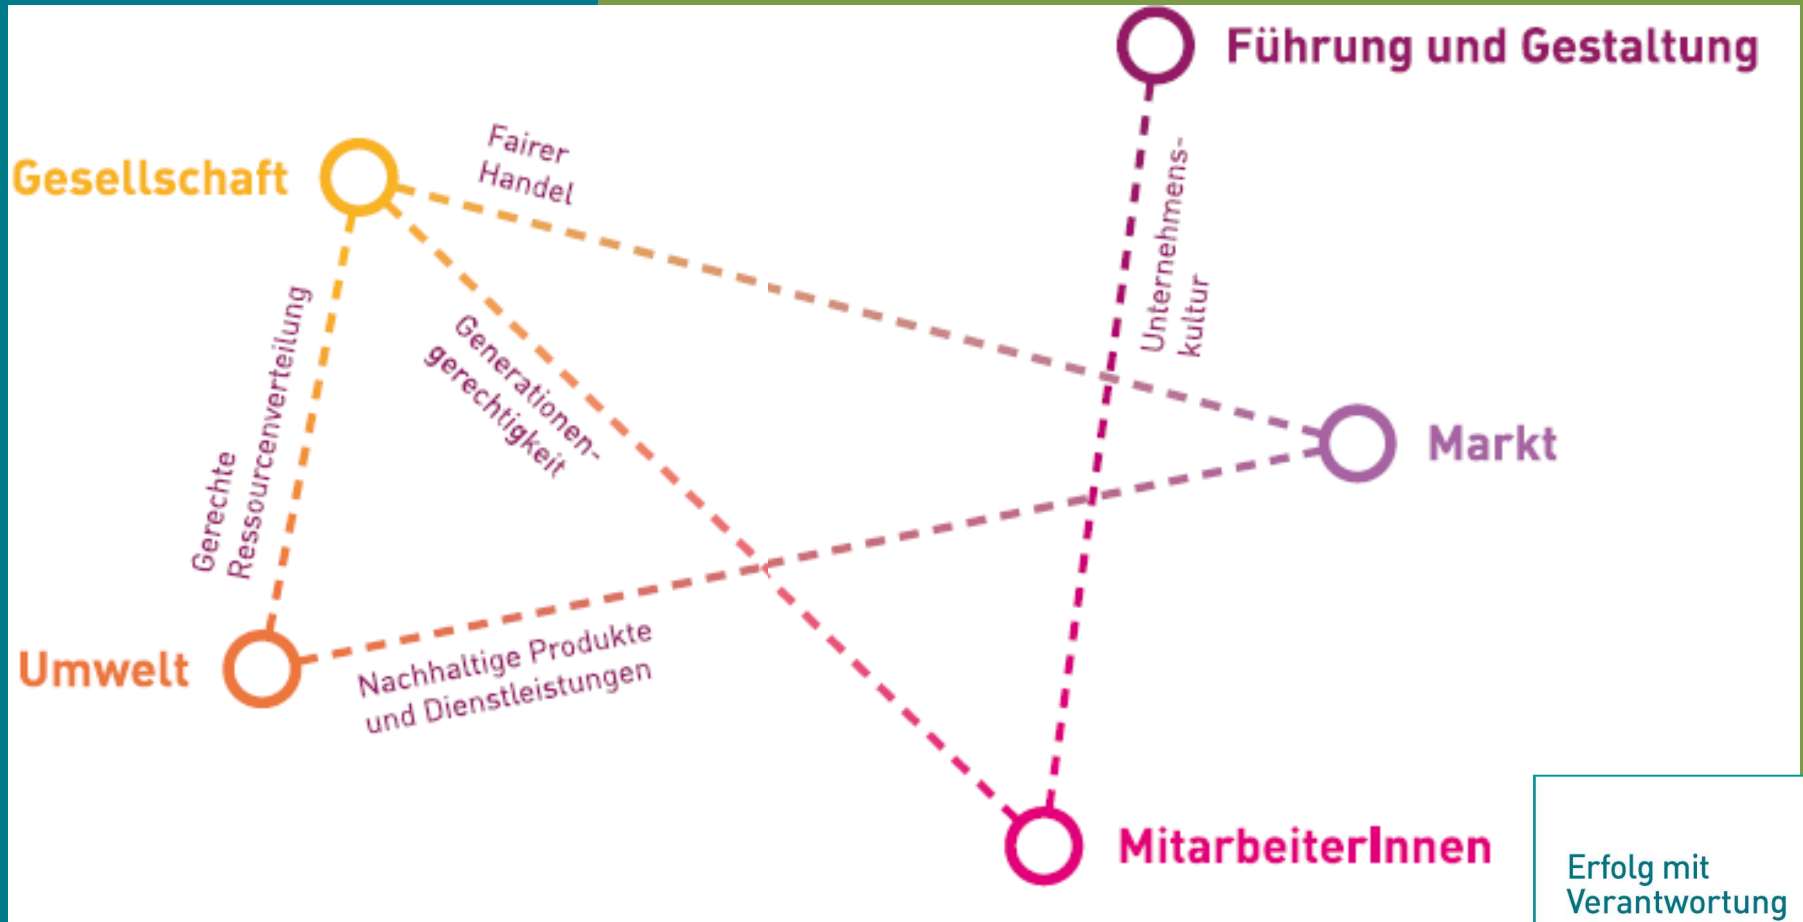 Führung und Gestaltung
Gesellschaft
Fairer
Handel
Unternehmens-
kultur
Gerechte
Ressourcenverteilung
Generationen-
gerechtigkeit
Markt
Umwelt
Nachhaltige Produkte
und Dienstleistungen
MitarbeiterInnen
Erfolg mit
Verantwortung